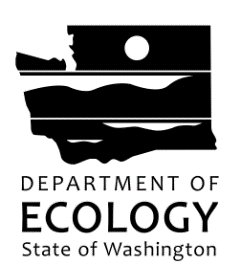 DEPARTMENT OF
ECOLOGY
State of Washington